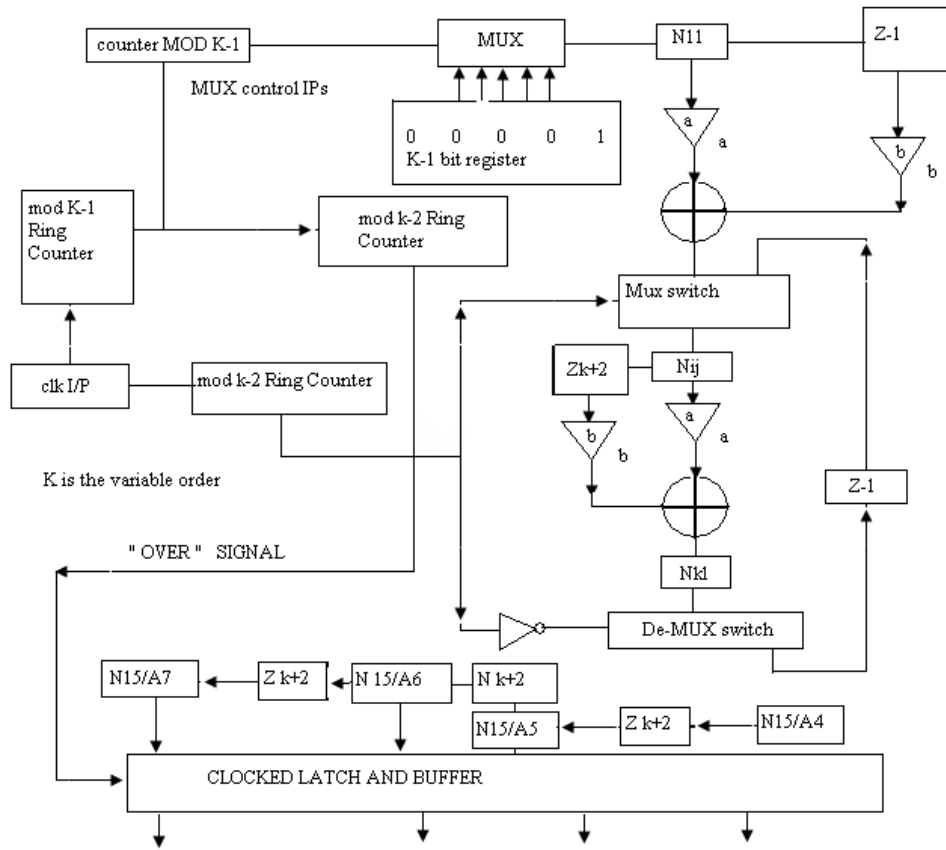 counter MOD K-1
MUX
N11
Z-1
MUX control IPs
0 0 0 0 1
K-1 bit register
a
a
b
b
mod K-1
Ring
Counter
mod k-2 Ring
Counter
Mux switch
clk I/P
mod k-2 Ring Counter
Zk+2
Nij
b
b
a
a
K is the variable order
Z-1
" OVER " SIGNAL
Nkl
De-MUX switch
N15/A7
Z k+2
N 15/A6
N k+2
N15/A5
Z k+2
N15/A4
CLOCKED LATCH AND BUFFER